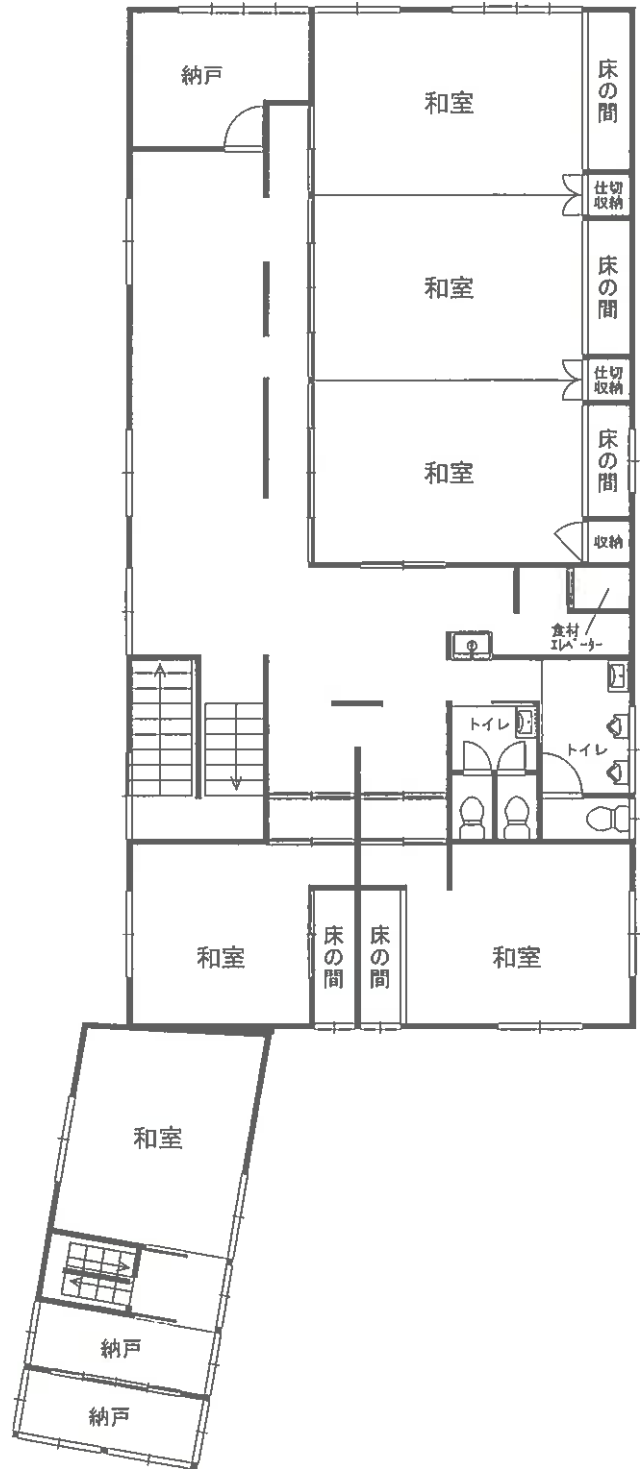 納戸
和室
床の間
仕切
収納
和室
床の間
仕切
収納
和室
床の間
収納
食材
ｴﾚﾍﾞｰﾀｰ
トイレ
トイレ
和室
床の間
床の間
和室
和室
納戸
納戸